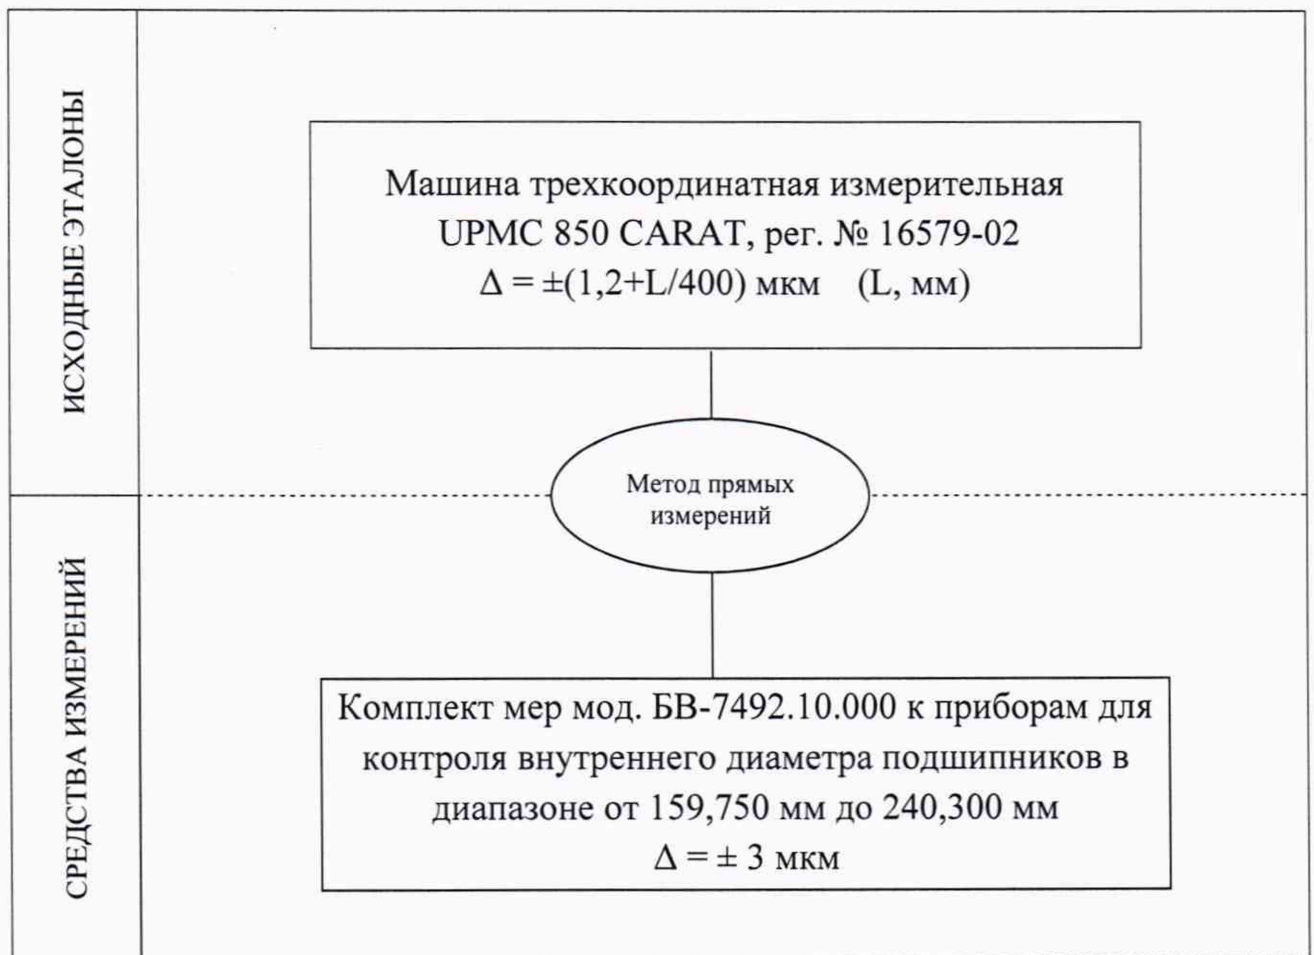 ИСХОДНЫЕ ЭТАЛОНЫ
Машина трехкоординатная измерительная
UPMC 850 CARAT, рег. № 16579-02
Δ = ±(1,2+L/400) мкм (L, мм)
Метод прямых
измерений
СРЕДСТВА ИЗМЕРЕНИЙ
Комплект мер мод. БВ-7492.10.000 к приборам для
контроля внутреннего диаметра подшипников в
диапазоне от 159,750 мм до 240,300 мм
Δ = ± 3 мкм